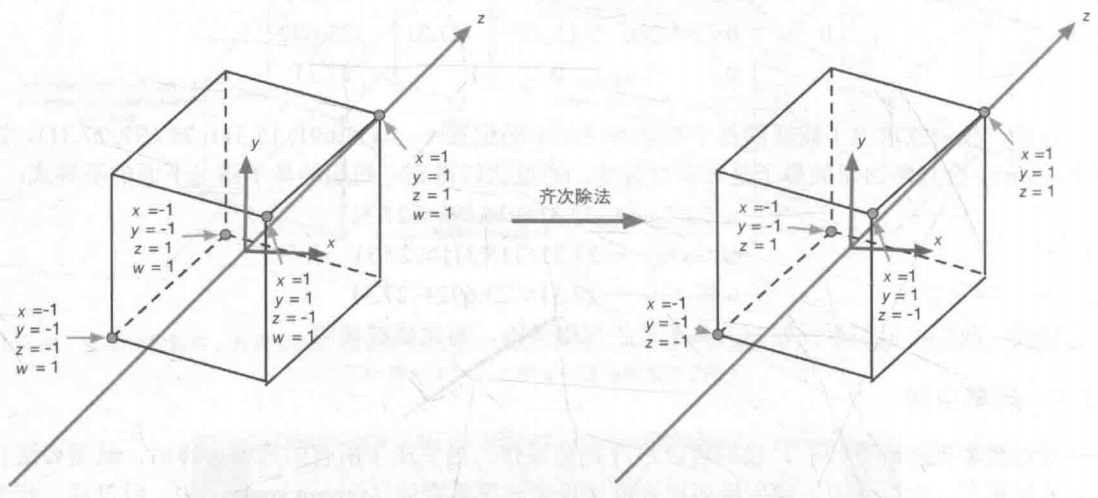 z
y
x
x = 1
y = 1
z = 1
w = 1
x = -1
y = -1
z = 1
w = 1
x = 1
y = 1
z = -1
w = 1
x = -1
y = -1
z = -1
w = 1
齐次除法
z
y
x
x = 1
y = 1
z = 1
x = -1
y = -1
z = 1
x = 1
y = 1
z = -1
x = -1
y = -1
z = -1